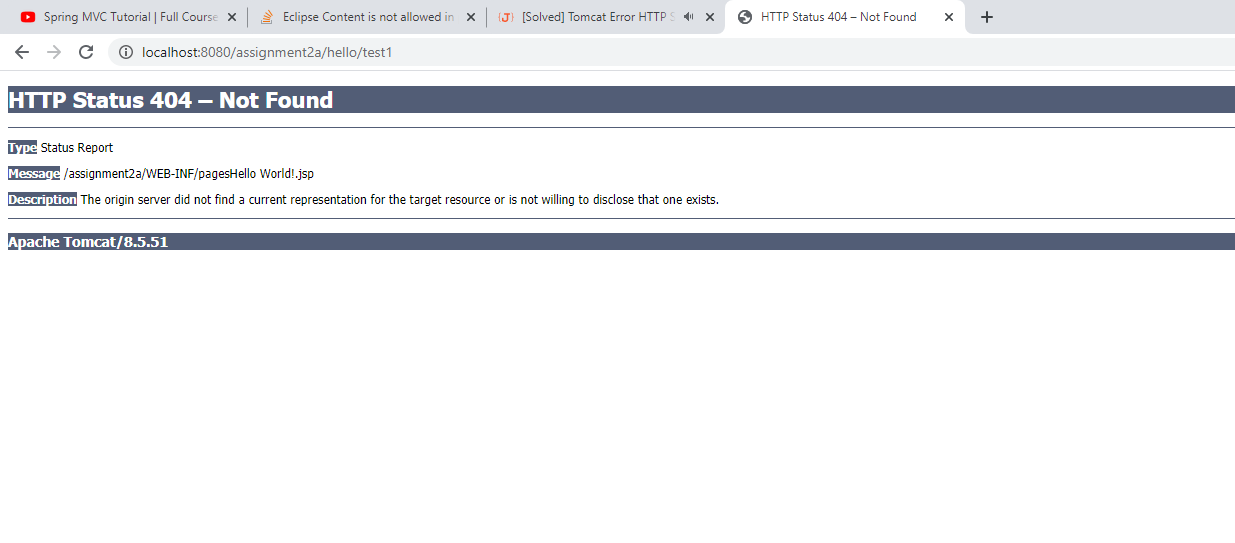 Spring MVC Tutorial | Full Course
Eclipse Content is not allowed in
[Solved] Tomcat Error HTTP S
HTTP Status 404 – Not Found
localhost:8080/assignment2a/hello/test1
HTTP Status 404 – Not Found
Type Status Report
Message /assignment2a/WEB-INF/pagesHello World!.jsp
Description The origin server did not find a current representation for the target resource or is not willing to disclose that one exists.
Apache Tomcat/8.5.51